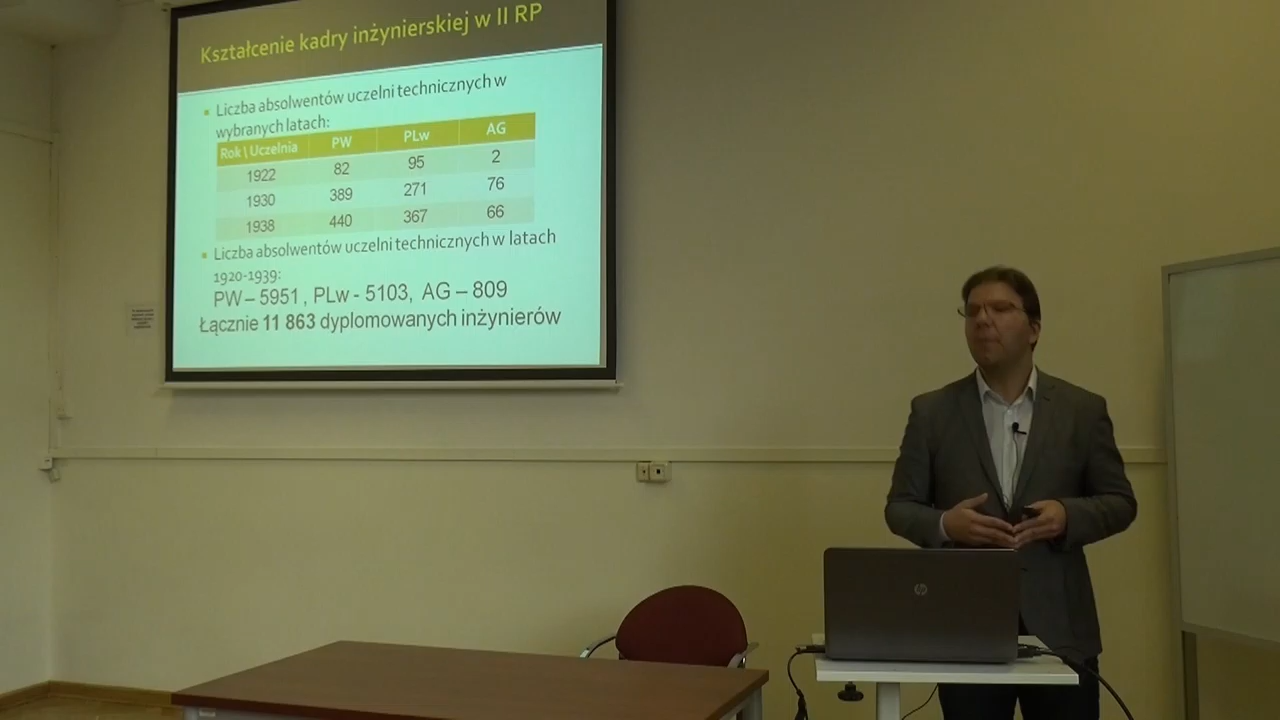 Kształcenie kadry inżynierskiej w II RP
Liczba absolwentów uczelni technicznych w
wybranych latach:
Rok \ Uczelnia PW PLw AG
1922 82 95 2
1930 389 271 76
1938 440 367 66
Liczba absolwentów uczelni technicznych w latach
1920-1939:
PW – 5951 , PLw - 5103, AG – 809
Łącznie 11 863 dyplomowanych inżynierów
hp